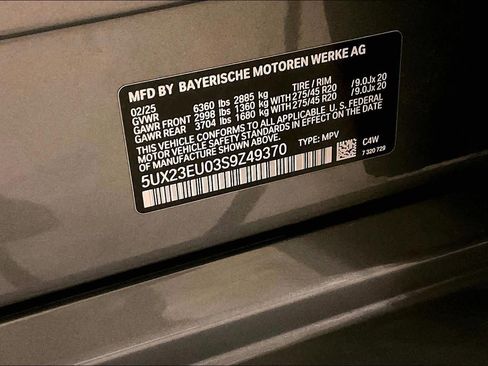 MFD BY BAYERISCHE MOTOREN WERKE AG
02/25 TIRE / RIM
GVWR 6360 lbs 2885 kg
GAWR FRONT 2998 lbs 1360 kg WITH 275/45 R20 / 9.0Jx 20
GAWR REAR 3704 lbs 1680 kg WITH 275/45 R20 / 9.0Jx 20
THIS VEHICLE CONFORMS TO ALL APPLICABLE U.S. FEDERAL
MOTOR VEHICLE SAFETY STANDARDS IN EFFECT ON THE DATE
OF MANUFACTURE SHOWN ABOVE.
5UX23EU03S9Z49370 TYPE: MPV C4W
7 320 729